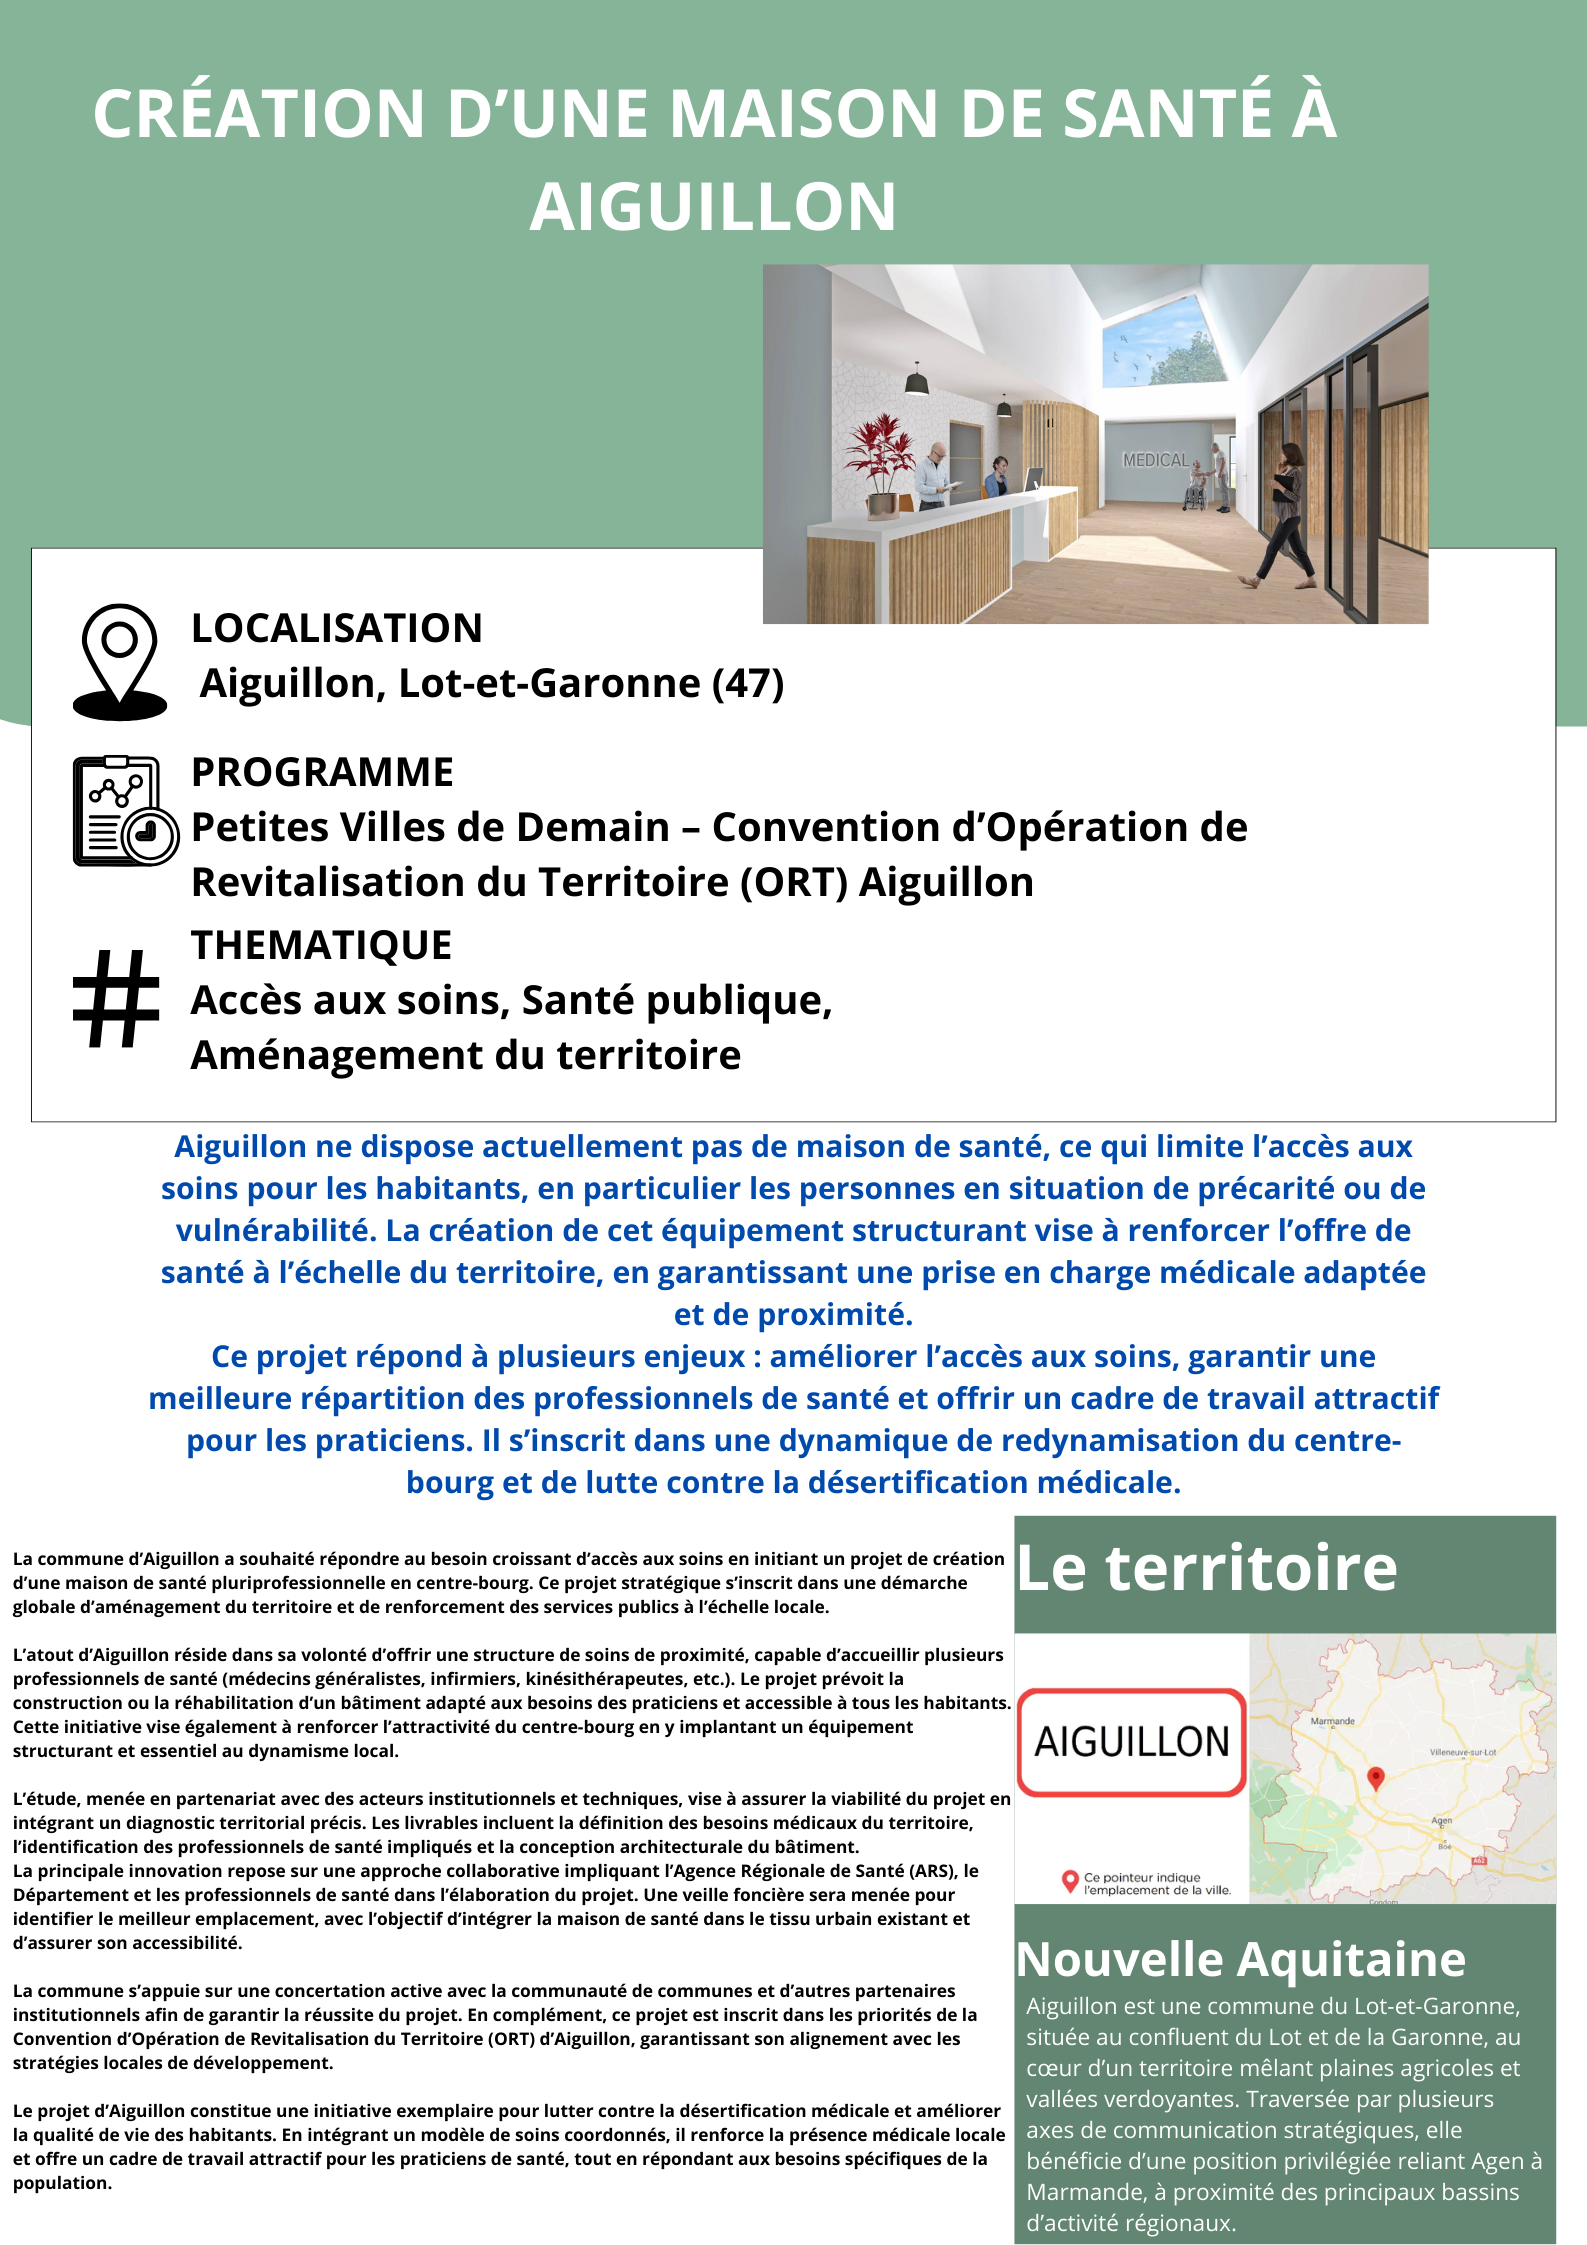 CRÉATION D’UNE MAISON DE SANTÉ À
AIGUILLON
MEDICAL
LOCALISATION
Aiguillon, Lot-et-Garonne (47)
PROGRAMME
Petites Villes de Demain – Convention d’Opération de
Revitalisation du Territoire (ORT) Aiguillon
THEMATIQUE
Accès aux soins, Santé publique,
Aménagement du territoire
Aiguillon ne dispose actuellement pas de maison de santé, ce qui limite l’accès aux
soins pour les habitants, en particulier les personnes en situation de précarité ou de
vulnérabilité. La création de cet équipement structurant vise à renforcer l’offre de
santé à l’échelle du territoire, en garantissant une prise en charge médicale adaptée
et de proximité.
Ce projet répond à plusieurs enjeux : améliorer l’accès aux soins, garantir une
meilleure répartition des professionnels de santé et offrir un cadre de travail attractif
pour les praticiens. Il s’inscrit dans une dynamique de redynamisation du centre-
bourg et de lutte contre la désertification médicale.
La commune d’Aiguillon a souhaité répondre au besoin croissant d’accès aux soins en initiant un projet de création
d’une maison de santé pluriprofessionnelle en centre-bourg. Ce projet stratégique s’inscrit dans une démarche
globale d’aménagement du territoire et de renforcement des services publics à l’échelle locale.
L’atout d’Aiguillon réside dans sa volonté d’offrir une structure de soins de proximité, capable d’accueillir plusieurs
professionnels de santé (médecins généralistes, infirmiers, kinésithérapeutes, etc.). Le projet prévoit la
construction ou la réhabilitation d’un bâtiment adapté aux besoins des praticiens et accessible à tous les habitants.
Cette initiative vise également à renforcer l’attractivité du centre-bourg en y implantant un équipement
structurant et essentiel au dynamisme local.
L’étude, menée en partenariat avec des acteurs institutionnels et techniques, vise à assurer la viabilité du projet en
intégrant un diagnostic territorial précis. Les livrables incluent la définition des besoins médicaux du territoire,
l’identification des professionnels de santé impliqués et la conception architecturale du bâtiment.
La principale innovation repose sur une approche collaborative impliquant l’Agence Régionale de Santé (ARS), le
Département et les professionnels de santé dans l’élaboration du projet. Une veille foncière sera menée pour
identifier le meilleur emplacement, avec l’objectif d’intégrer la maison de santé dans le tissu urbain existant et
d’assurer son accessibilité.
La commune s’appuie sur une concertation active avec la communauté de communes et d’autres partenaires
institutionnels afin de garantir la réussite du projet. En complément, ce projet est inscrit dans les priorités de la
Convention d’Opération de Revitalisation du Territoire (ORT) d’Aiguillon, garantissant son alignement avec les
stratégies locales de développement.
Le projet d’Aiguillon constitue une initiative exemplaire pour lutter contre la désertification médicale et améliorer
la qualité de vie des habitants. En intégrant un modèle de soins coordonnés, il renforce la présence médicale locale
et offre un cadre de travail attractif pour les praticiens de santé, tout en répondant aux besoins spécifiques de la
population.
Le territoire
AIGUILLON
Marmande
Villeneuve-sur-Lot
Agen
Boé
A62
Condom
Ce pointeur indique
l’emplacement de la ville.
Nouvelle Aquitaine
Aiguillon est une commune du Lot-et-Garonne,
située au confluent du Lot et de la Garonne, au
cœur d’un territoire mêlant plaines agricoles et
vallées verdoyantes. Traversée par plusieurs
axes de communication stratégiques, elle
bénéficie d’une position privilégiée reliant Agen à
Marmande, à proximité des principaux bassins
d’activité régionaux.